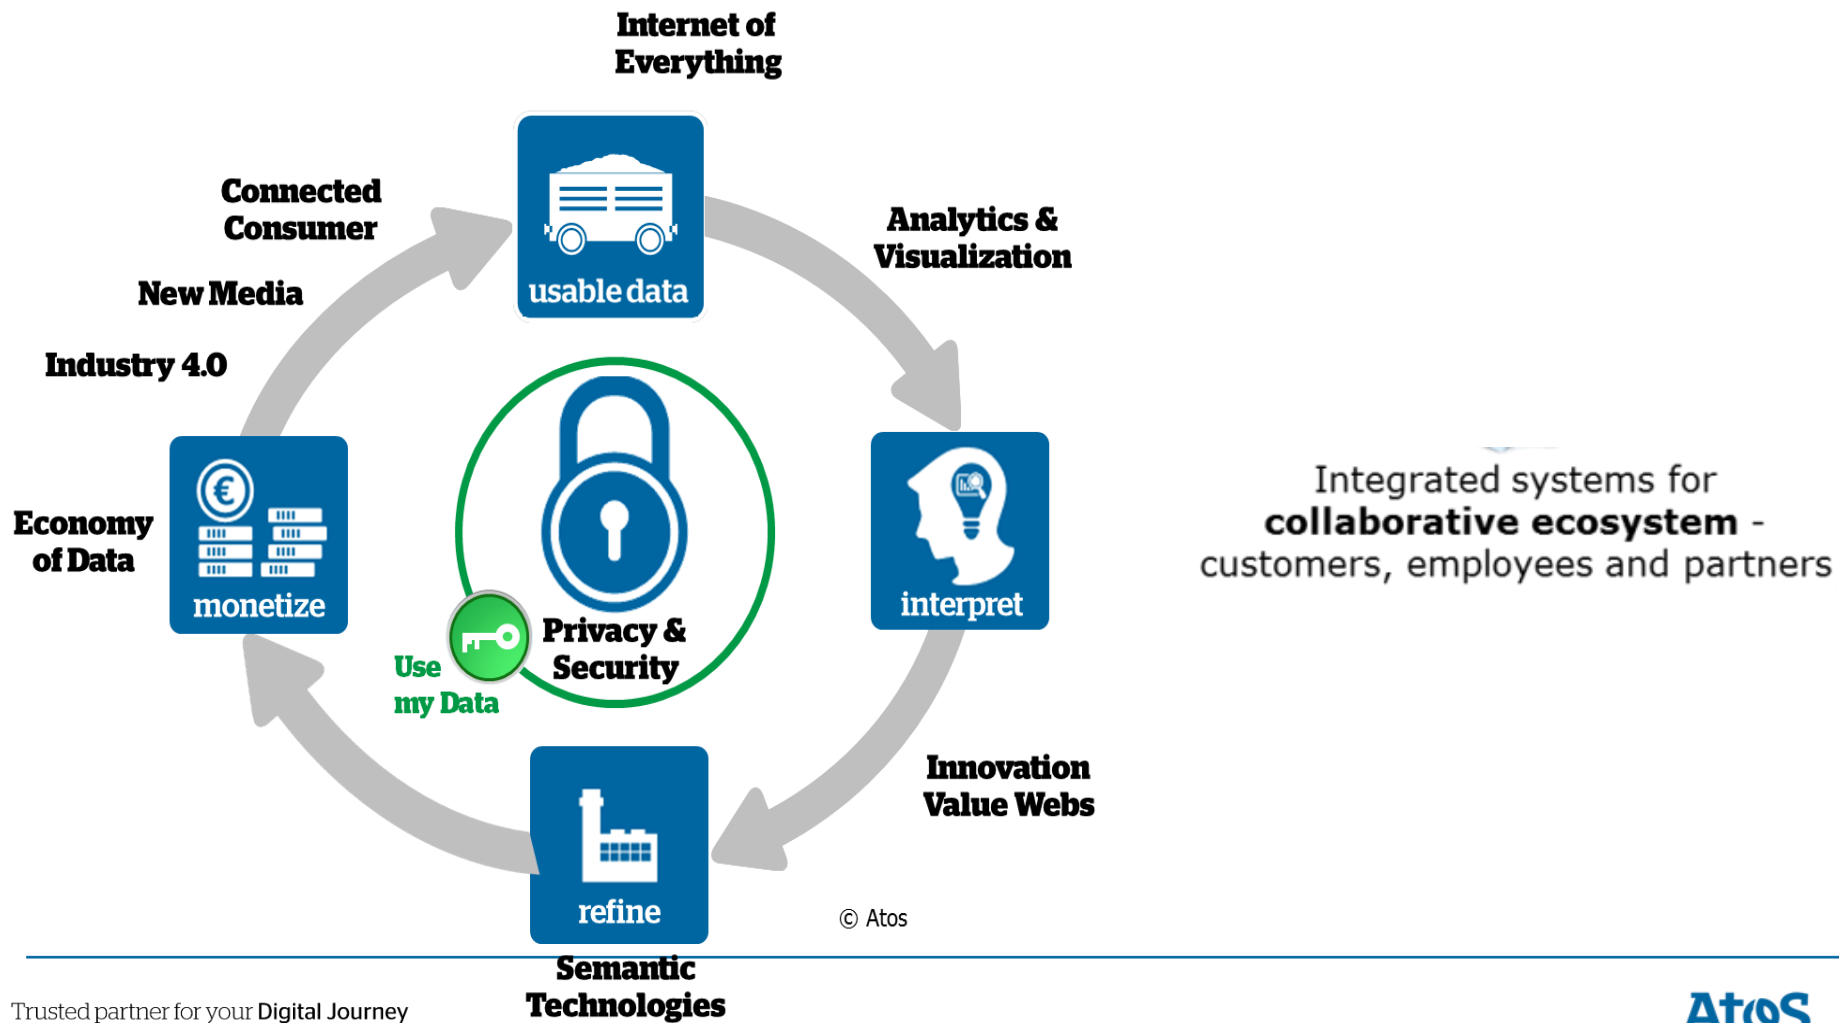 Internet of
Everything
Connected
Consumer
New Media
Industry 4.0
Economy
of Data
usable data
Analytics &
Visualization
monetize
interpret
Privacy &
Security
Use
my Data
Innovation
Value Webs
refine
Semantic
Technologies
© Atos
Integrated systems for
collaborative ecosystem -
customers, employees and partners
Trusted partner for your Digital Journey
Atos